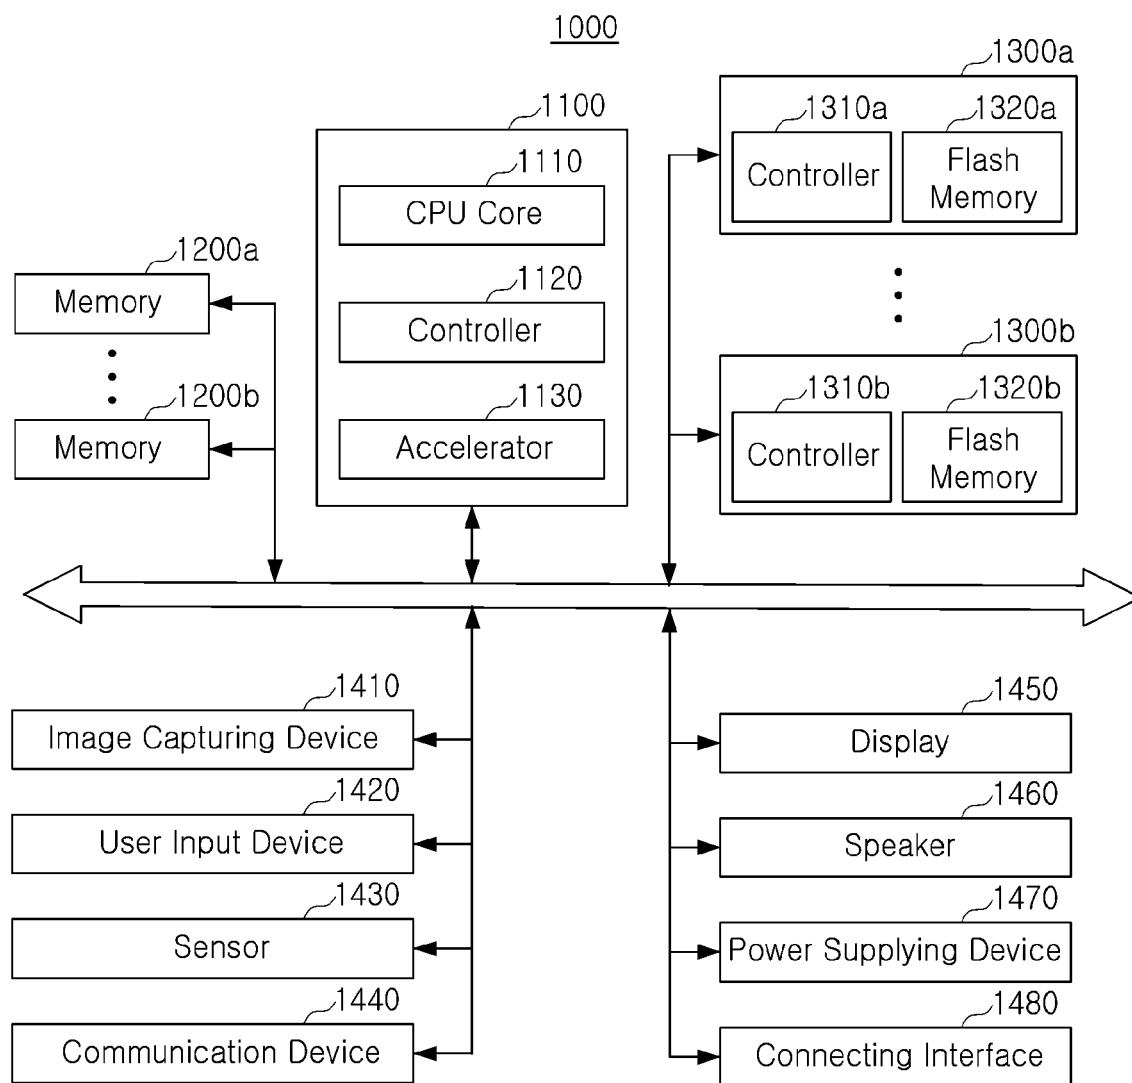 1000
1100
1110
CPU Core
1120
Controller
1130
Accelerator
1200a
Memory
1200b
Memory
1300a
1310a
Controller
1320a
Flash
Memory
1300b
1310b
Controller
1320b
Flash
Memory
1410
Image Capturing Device
1420
User Input Device
1430
Sensor
1440
Communication Device
1450
Display
1460
Speaker
1470
Power Supplying Device
1480
Connecting Interface